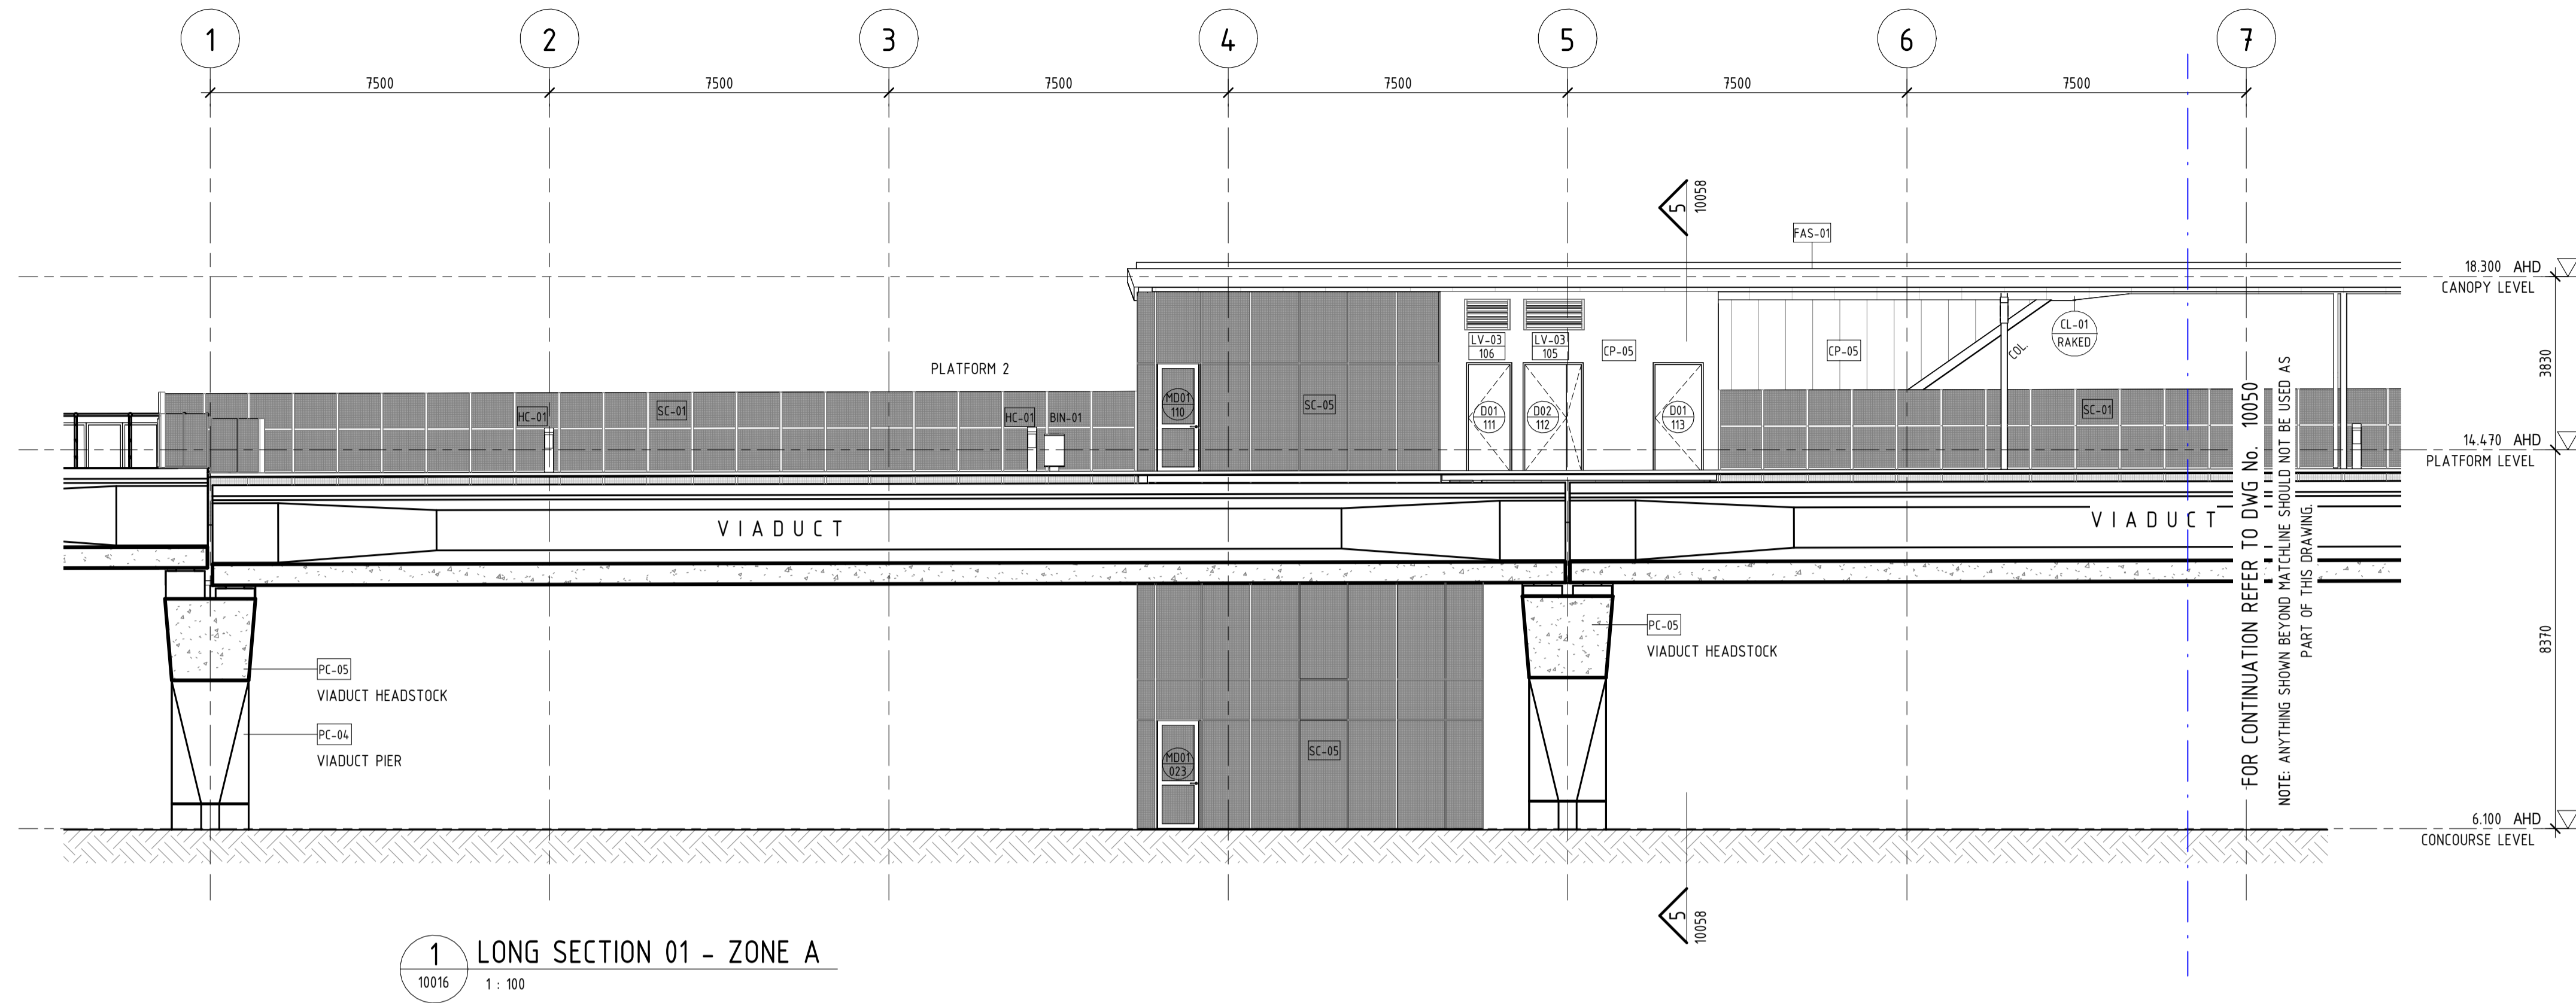 1 2 3 4 5 6 7
7500 7500 7500 7500 7500 7500
5
10058
FAS-01
18.300 AHD
CANOPY LEVEL
LV-03
106
LV-03
105
CP-05
CP-05
COL.
CL-01
RAKED
3830
PLATFORM 2
HC-01
SC-01
HC-01
BIN-01
MD01
110
SC-05
D01
111
D02
112
D01
113
SC-01
14.470 AHD
PLATFORM LEVEL
VIADUCT
VIADUCT
FOR CONTINUATION REFER TO DWG No. 10050
NOTE: ANYTHING SHOWN BEYOND MATCHLINE SHOULD NOT BE USED AS
PART OF THIS DRAWING.
8370
PC-05
VIADUCT HEADSTOCK
PC-05
VIADUCT HEADSTOCK
PC-04
VIADUCT PIER
MD01
023
SC-05
6.100 AHD
CONCOURSE LEVEL
5
10058
1
10016
LONG SECTION 01 - ZONE A
1 : 100